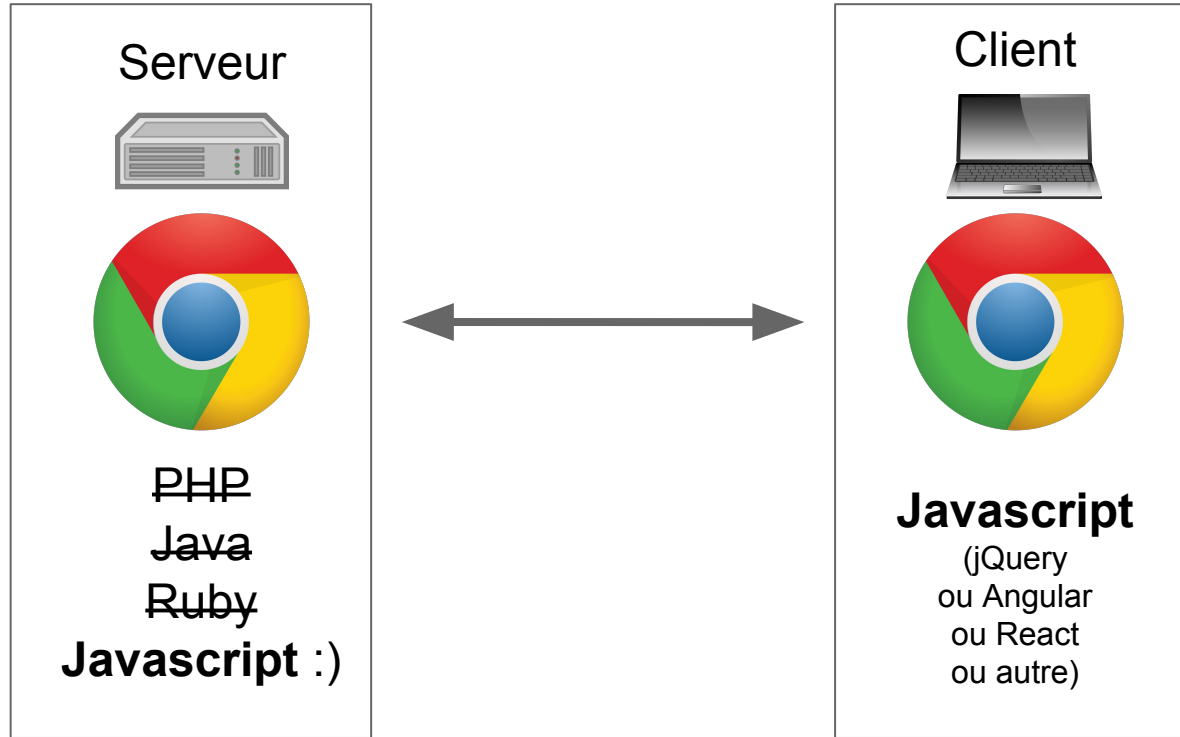 Serveur
PHP
Java
Ruby
Javascript :)
Client
Javascript
(jQuery
ou Angular
ou React
ou autre)